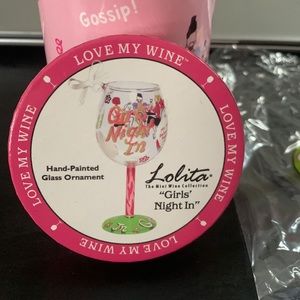 Gossip!
LOVE MY WINE™
LOVE MY WINE
LOVE MY WINE
LOVE MY WINE
Girls'
Night
In
Hand-Painted
Glass Ornament
Lolita
The Mini Wine Collection
"Girls'
Night In"